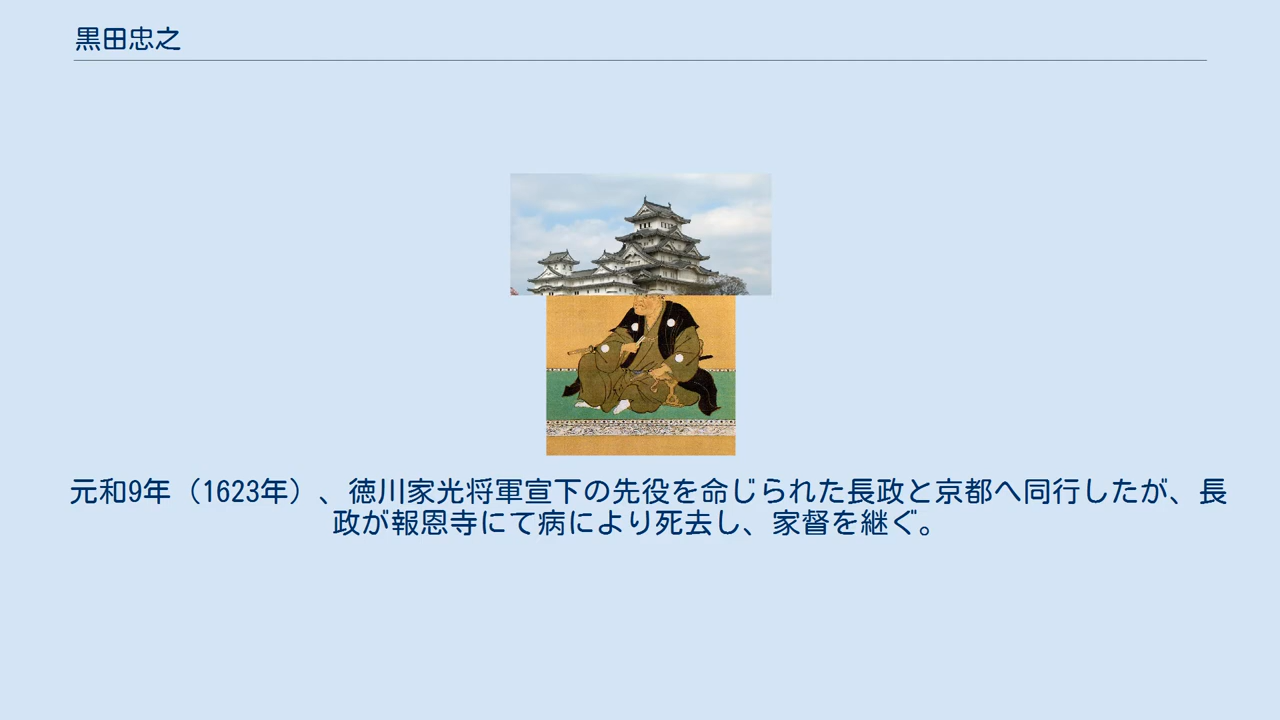 黒田忠之
元和9年（1623年）、徳川家光将軍宣下の先役を命じられた長政と京都へ同行したが、長
政が報恩寺にて病により死去し、家督を継ぐ。